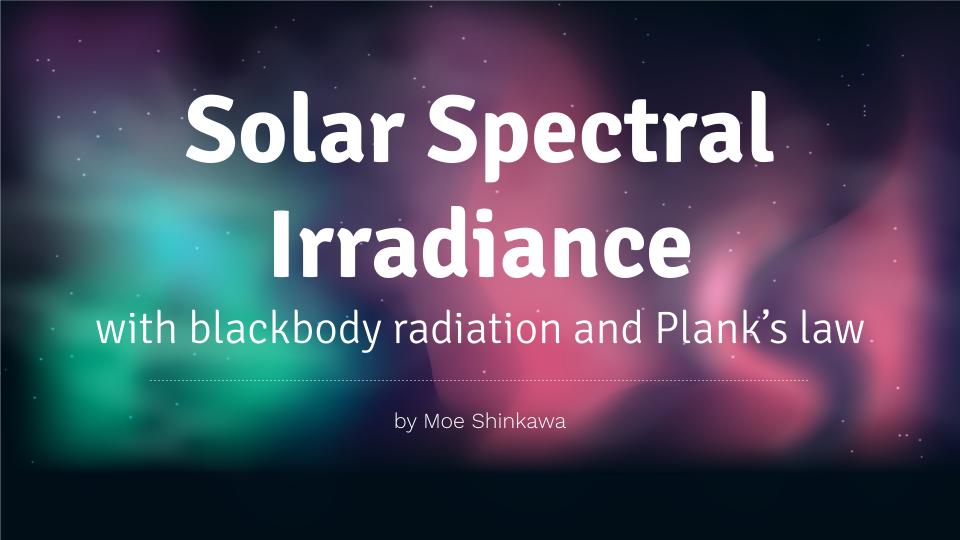 Solar Spectral
Irradiance
with blackbody radiation and Plank’s law
by Moe Shinkawa